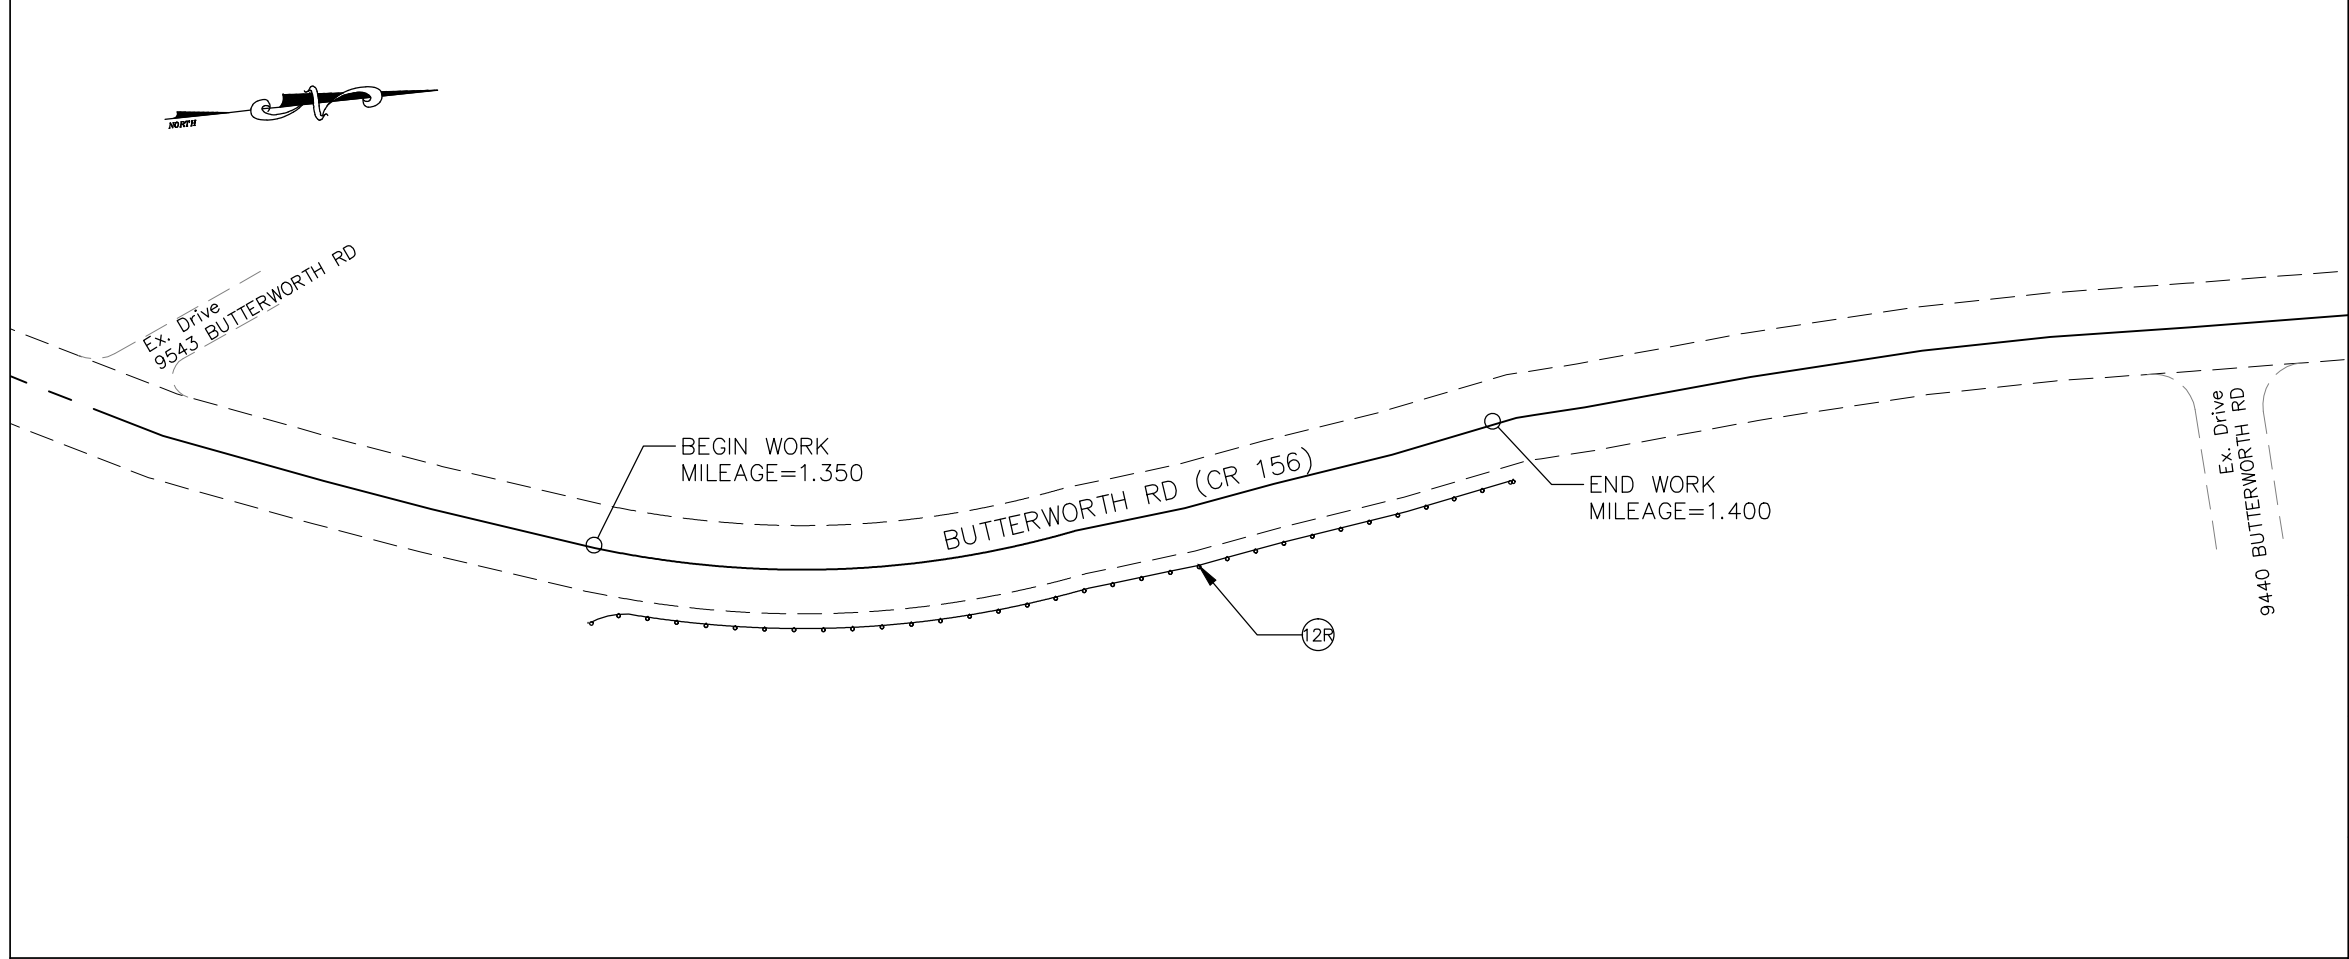 NORTH
Ex. Drive
9543 BUTTERWORTH RD
BEGIN WORK
MILEAGE=1.350
BUTTERWORTH RD (CR 156)
END WORK
MILEAGE=1.400
12R
Ex. Drive
9440 BUTTERWORTH RD